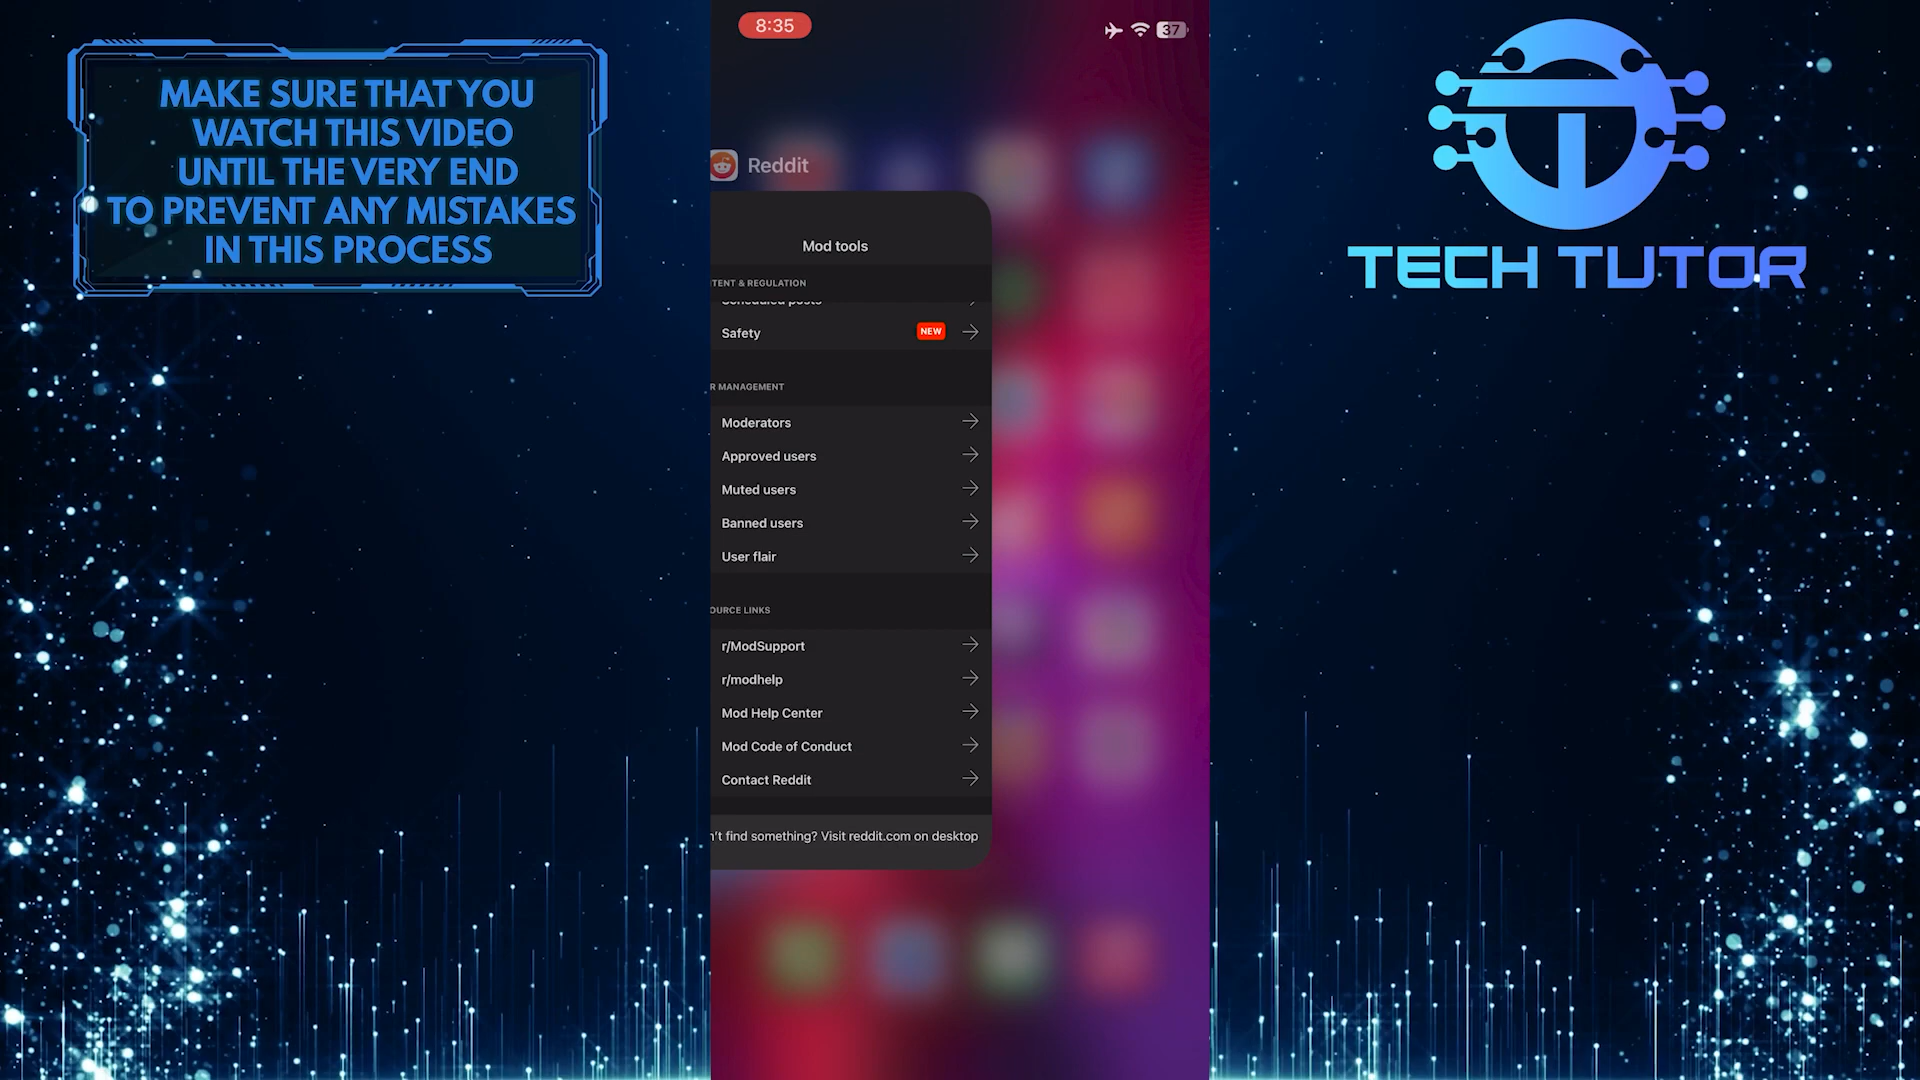 MAKE SURE THAT YOU
WATCH THIS VIDEO
UNTIL THE VERY END
TO PREVENT ANY MISTAKES
IN THIS PROCESS
8:35
37
Reddit
Mod tools
TENT & REGULATION
Scheduled posts
Safety
NEW
R MANAGEMENT
Moderators
Approved users
Muted users
Banned users
User flair
OURCE LINKS
r/ModSupport
r/modhelp
Mod Help Center
Mod Code of Conduct
Contact Reddit
't find something? Visit reddit.com on desktop
TECH TUTOR